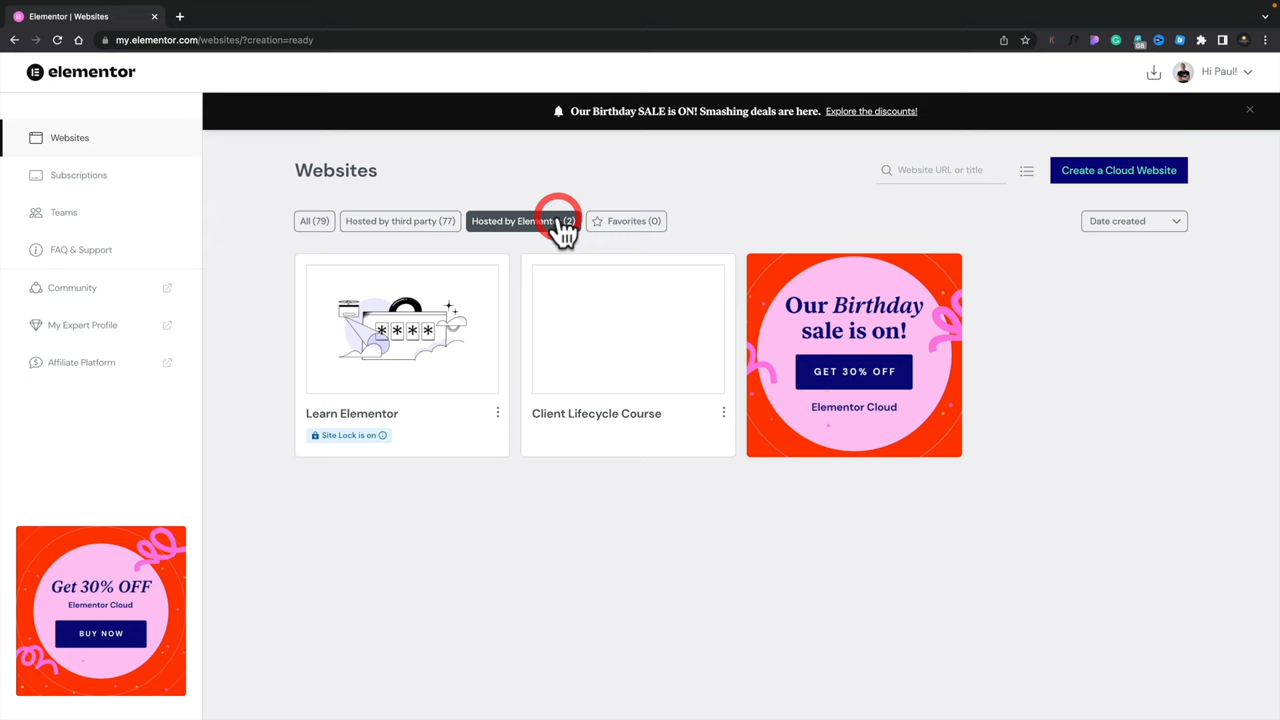 Elementor | Websites
my.elementor.com/websites/?creation=ready
elementor
Hi Paul!
Our Birthday SALE is ON! Smashing deals are here. Explore the discounts!
Websites
Subscriptions
Teams
FAQ & Support
Community
My Expert Profile
Affiliate Platform
Get 30% OFF
Elementor Cloud
BUY NOW
Websites
Website URL or title
Create a Cloud Website
All (79)
Hosted by third party (77)
Hosted by (2)
Favorites (0)
Date created
* * * *
Learn Elementor
Site Lock is on
Client Lifecycle Course
Our Birthday
sale is on!
GET 30% OFF
Elementor Cloud